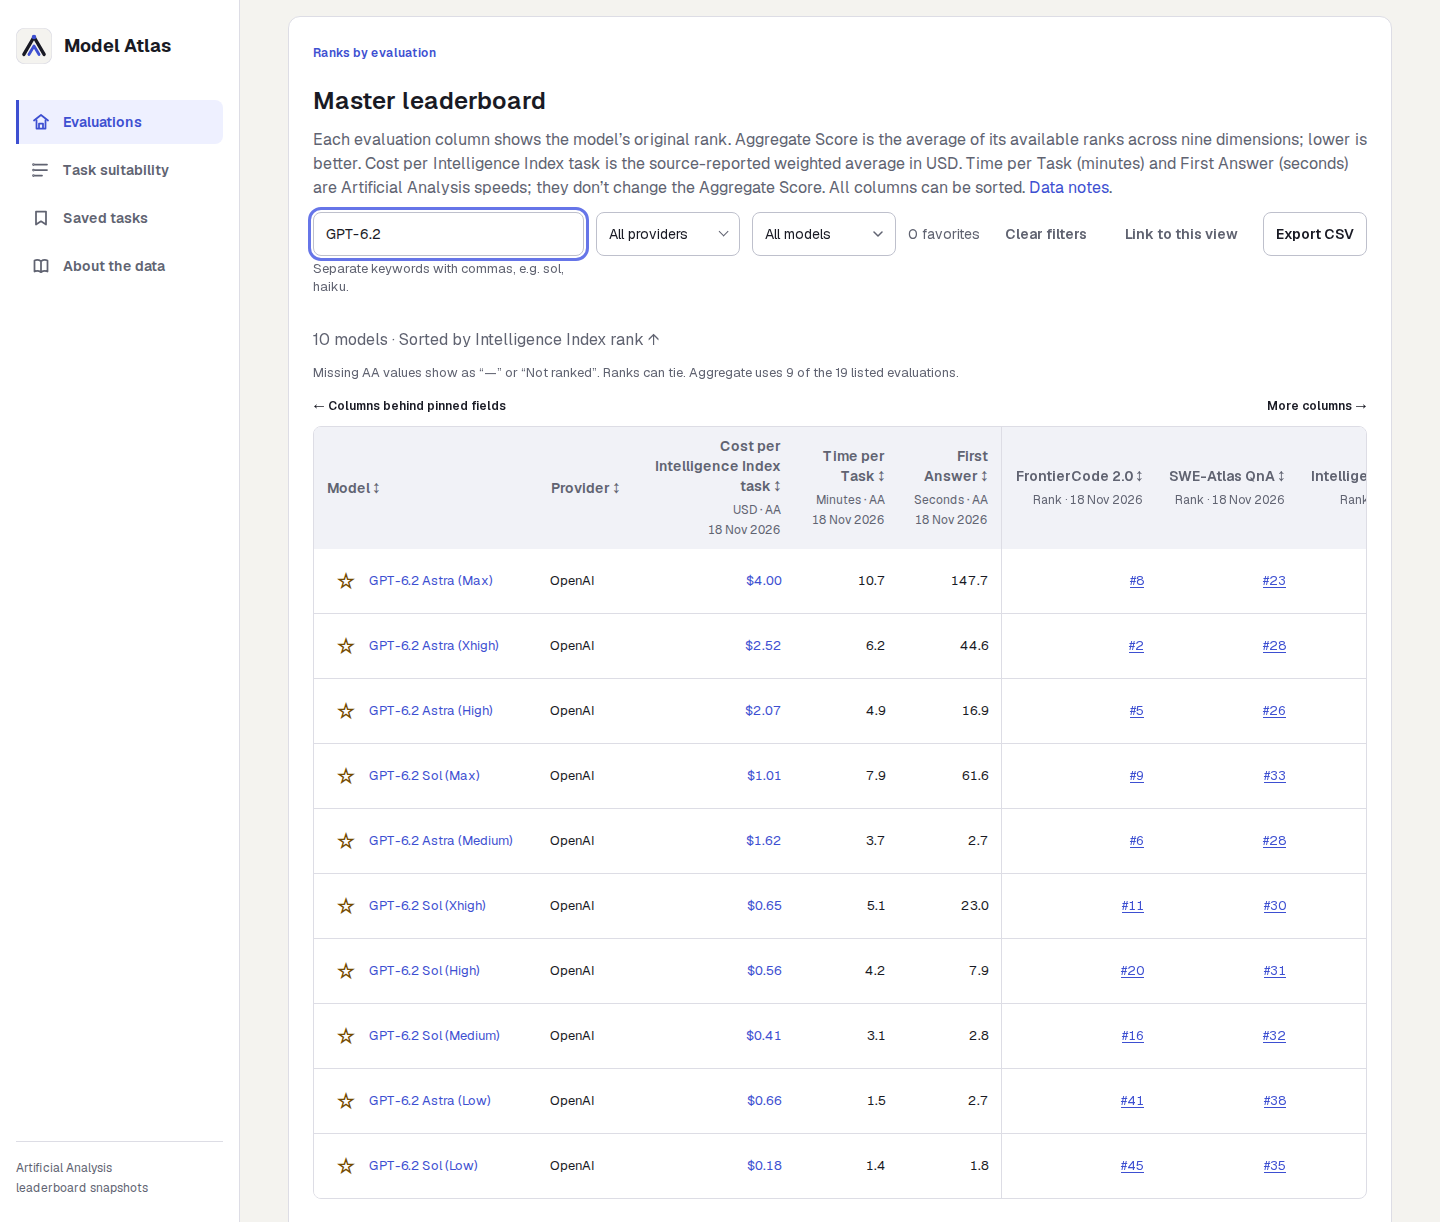 Model Atlas
Evaluations
Task suitability
Saved tasks
About the data
Artificial Analysis
leaderboard snapshots
Ranks by evaluation
Master leaderboard
Each evaluation column shows the model’s original rank. Aggregate Score is the average of its available ranks across nine dimensions; lower is
better. Cost per Intelligence Index task is the source-reported weighted average in USD. Time per Task (minutes) and First Answer (seconds)
are Artificial Analysis speeds; they don’t change the Aggregate Score. All columns can be sorted. Data notes.
GPT-6.2 All providers All models 0 favorites Clear filters Link to this view Export CSV
Separate keywords with commas, e.g. sol,
haiku.
10 models · Sorted by Intelligence Index rank ↑
Missing AA values show as “—” or “Not ranked”. Ranks can tie. Aggregate uses 9 of the 19 listed evaluations.
← Columns behind pinned fields More columns →
Model ↕ Provider ↕ Cost per Intelligence Index task ↕ USD · AA 18 Nov 2026 Time per Task ↕ Minutes · AA 18 Nov 2026 First Answer ↕ Seconds · AA 18 Nov 2026 FrontierCode 2.0 ↕ Rank · 18 Nov 2026 SWE-Atlas QnA ↕ Rank · 18 Nov 2026 Intellige Rank
GPT-6.2 Astra (Max) OpenAI $4.00 10.7 147.7 #8 #23
GPT-6.2 Astra (Xhigh) OpenAI $2.52 6.2 44.6 #2 #28
GPT-6.2 Astra (High) OpenAI $2.07 4.9 16.9 #5 #26
GPT-6.2 Sol (Max) OpenAI $1.01 7.9 61.6 #9 #33
GPT-6.2 Astra (Medium) OpenAI $1.62 3.7 2.7 #6 #28
GPT-6.2 Sol (Xhigh) OpenAI $0.65 5.1 23.0 #11 #30
GPT-6.2 Sol (High) OpenAI $0.56 4.2 7.9 #20 #31
GPT-6.2 Sol (Medium) OpenAI $0.41 3.1 2.8 #16 #32
GPT-6.2 Astra (Low) OpenAI $0.66 1.5 2.7 #41 #38
GPT-6.2 Sol (Low) OpenAI $0.18 1.4 1.8 #45 #35